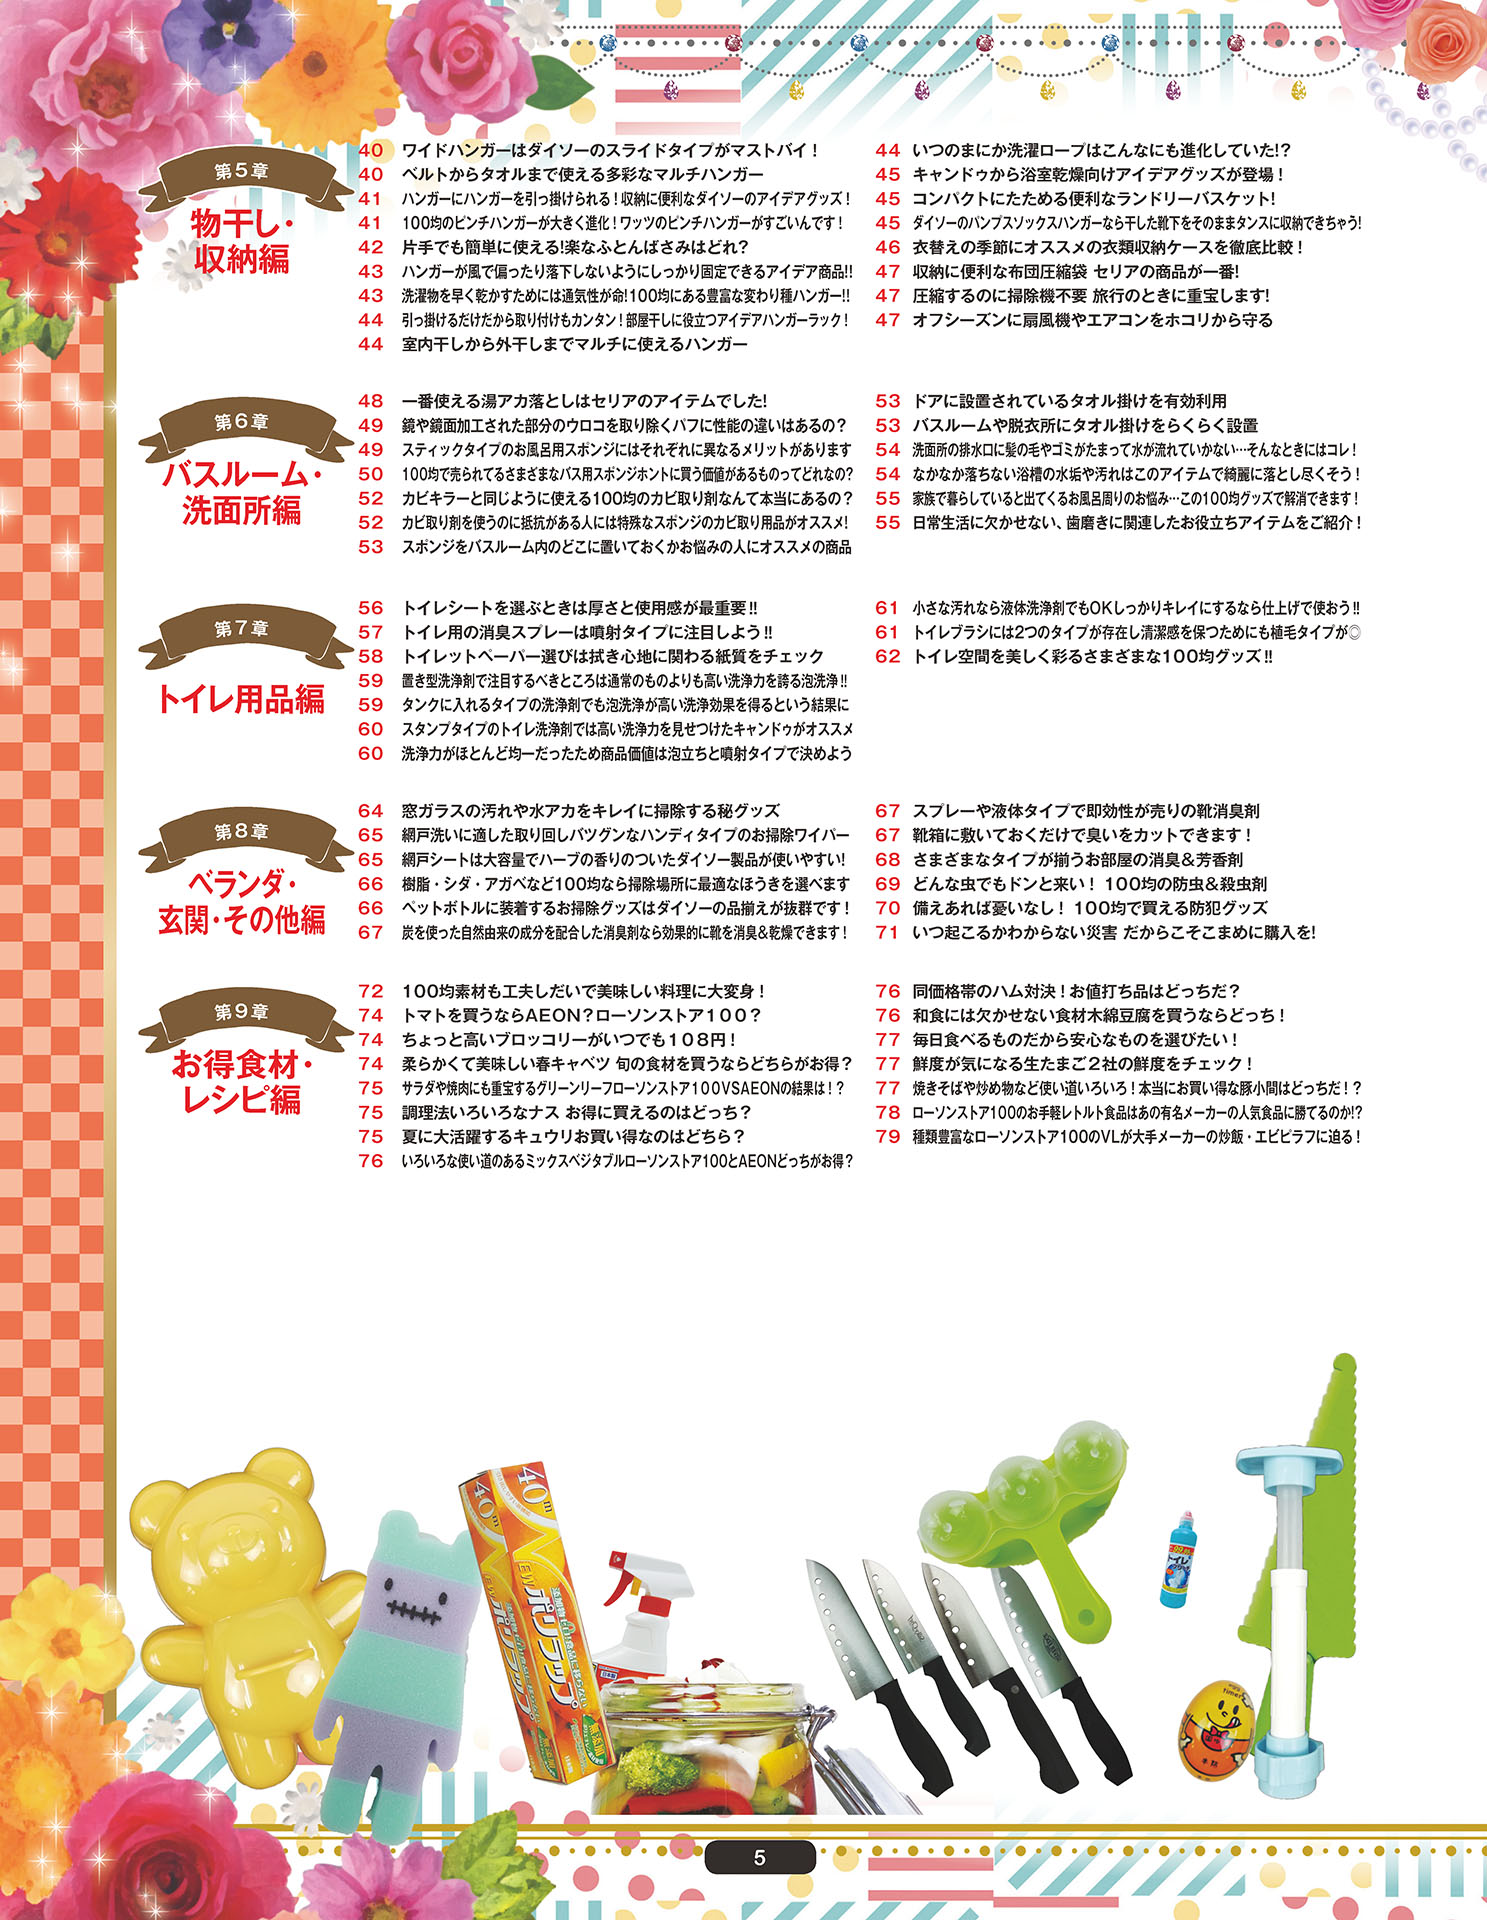 第5章
物干し・
収納編
40 ワイドハンガーはダイソーのスライドタイプがマストバイ！
40 ベルトからタオルまで使える多彩なマルチハンガー
41 ハンガーにハンガーを引っ掛けられる！収納に便利なダイソーのアイデアグッズ！
41 100均のピンチハンガーが大きく進化！ワッツのピンチハンガーがすごいんです！
42 片手でも簡単に使える!楽なふとんばさみはどれ？
43 ハンガーが風で偏ったり落下しないようにしっかり固定できるアイデア商品!!
43 洗濯物を早く乾かすためには通気性が命!100均にある豊富な変わり種ハンガー!!
44 引っ掛けるだけだから取り付けもカンタン！部屋干しに役立つアイデアハンガーラック！
44 室内干しから外干しまでマルチに使えるハンガー
44 いつのまにか洗濯ロープはこんなにも進化していた!?
45 キャンドゥから浴室乾燥向けアイデアグッズが登場！
45 コンパクトにたためる便利なランドリーバスケット!
45 ダイソーのパンプスソックスハンガーなら干した靴下をそのままタンスに収納できちゃう!
46 衣替えの季節にオススメの衣類収納ケースを徹底比較！
47 収納に便利な布団圧縮袋 セリアの商品が一番!
47 圧縮するのに掃除機不要 旅行のときに重宝します!
47 オフシーズンに扇風機やエアコンをホコリから守る
第6章
バスルーム・
洗面所編
48 一番使える湯アカ落としはセリアのアイテムでした!
49 鏡や鏡面加工された部分のウロコを取り除くパフに性能の違いはあるの？
49 スティックタイプのお風呂用スポンジにはそれぞれに異なるメリットがあります
50 100均で売られてるさまざまなバス用スポンジホントに買う価値があるものってどれなの?
52 カビキラーと同じように使える100均のカビ取り剤なんて本当にあるの？
52 カビ取り剤を使うのに抵抗がある人には特殊なスポンジのカビ取り用品がオススメ!
53 スポンジをバスルーム内のどこに置いておくかお悩みの人にオススメの商品
53 ドアに設置されているタオル掛けを有効利用
53 バスルームや脱衣所にタオル掛けをらくらく設置
54 洗面所の排水口に髪の毛やゴミがたまって水が流れていかない…そんなときにはコレ！
54 なかなか落ちない浴槽の水垢や汚れはこのアイテムで綺麗に落とし尽くそう！
55 家族で暮らしていると出てくるお風呂周りのお悩み…この100均グッズで解消できます！
55 日常生活に欠かせない、歯磨きに関連したお役立ちアイテムをご紹介！
第7章
トイレ用品編
56 トイレシートを選ぶときは厚さと使用感が最重要!!
57 トイレ用の消臭スプレーは噴射タイプに注目しよう!!
58 トイレットペーパー選びは拭き心地に関わる紙質をチェック
59 置き型洗浄剤で注目するべきところは通常のものよりも高い洗浄力を誇る泡洗浄!!
59 タンクに入れるタイプの洗浄剤でも泡洗浄が高い洗浄効果を得るという結果に
60 スタンプタイプのトイレ洗浄剤では高い洗浄力を見せつけたキャンドゥがオススメ
60 洗浄力がほとんど均一だったため商品価値は泡立ちと噴射タイプで決めよう
61 小さな汚れなら液体洗浄剤でもOKしっかりキレイにするなら仕上げで使おう!!
61 トイレブラシには2つのタイプが存在し清潔感を保つためにも植毛タイプが◎
62 トイレ空間を美しく彩るさまざまな100均グッズ!!
第8章
ベランダ・
玄関・その他編
64 窓ガラスの汚れや水アカをキレイに掃除する秘グッズ
65 網戸洗いに適した取り回しバツグンなハンディタイプのお掃除ワイパー
65 網戸シートは大容量でハーブの香りのついたダイソー製品が使いやすい!
66 樹脂・シダ・アガベなど100均なら掃除場所に最適なほうきを選べます
66 ペットボトルに装着するお掃除グッズはダイソーの品揃えが抜群です！
67 炭を使った自然由来の成分を配合した消臭剤なら効果的に靴を消臭＆乾燥できます！
67 スプレーや液体タイプで即効性が売りの靴消臭剤
67 靴箱に敷いておくだけで臭いをカットできます！
68 さまざまなタイプが揃うお部屋の消臭＆芳香剤
69 どんな虫でもドンと来い！ 100均の防虫＆殺虫剤
70 備えあれば憂いなし！ 100均で買える防犯グッズ
71 いつ起こるかわからない災害 だからこそこまめに購入を!
第9章
お得食材・
レシピ編
72 100均素材も工夫しだいで美味しい料理に大変身！
74 トマトを買うならAEON？ローソンストア100？
74 ちょっと高いブロッコリーがいつでも108円！
74 柔らかくて美味しい春キャベツ 旬の食材を買うならどちらがお得？
75 サラダや焼肉にも重宝するグリーンリーフローソンストア100VSAEONの結果は！？
75 調理法いろいろなナス お得に買えるのはどっち？
75 夏に大活躍するキュウリお買い得なのはどちら？
76 いろいろな使い道のあるミックスベジタブルローソンストア100とAEONどっちがお得？
76 同価格帯のハム対決！お値打ち品はどっちだ？
76 和食には欠かせない食材木綿豆腐を買うならどっち！
77 毎日食べるものだから安心なものを選びたい！
77 鮮度が気になる生たまご2社の鮮度をチェック！
77 焼きそばや炒め物など使い道いろいろ！本当にお買い得な豚小間はどっちだ！？
78 ローソンストア100のお手軽レトルト食品はあの有名メーカーの人気食品に勝てるのか!?
79 種類豊富なローソンストア100のVLが大手メーカーの炒飯・エビピラフに迫る！
40m
40m
NEW ポリラップ
NEW ポリラップ
無添加
日本製
トイレ
Timer
5